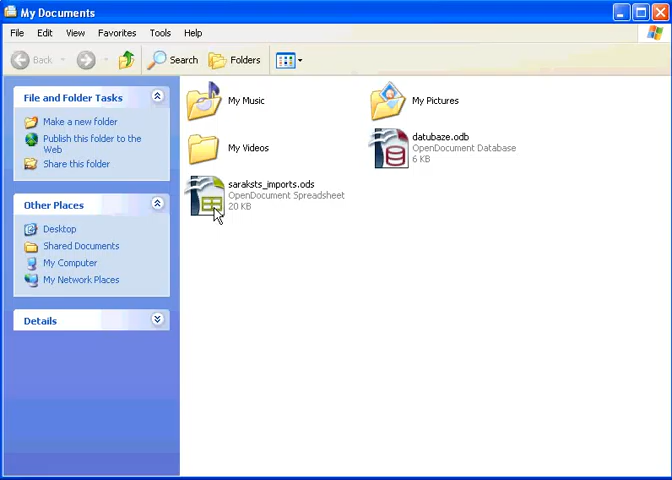 My Documents
File Edit View Favorites Tools Help
Back Search Folders
File and Folder Tasks
Make a new folder
Publish this folder to the
Web
Share this folder
Other Places
Desktop
Shared Documents
My Computer
My Network Places
Details
My Music
My Pictures
My Videos
datubaze.odb
OpenDocument Database
6 KB
saraksts_imports.ods
OpenDocument Spreadsheet
20 KB